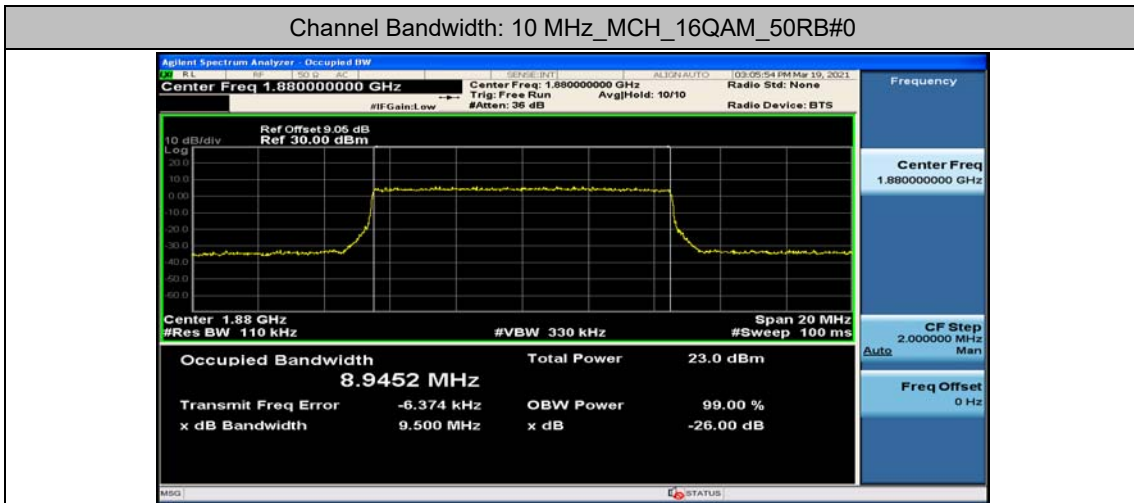 Channel Bandwidth: 10 MHz_MCH_16QAM_50RB#0
Agilent Spectrum Analyzer - Occupied BW
LXI RL RF 50 Ω AC SENSE:INT ALIGN AUTO 03:05:54 PM Mar 19, 2021
Center Freq 1.880000000 GHz
Center Freq: 1.880000000 GHz
Radio Std: None
Trig: Free Run Avg|Hold: 10/10
#IFGain:Low
#Atten: 36 dB
Radio Device: BTS
Frequency
Ref Offset 9.05 dB
10 dB/div Ref 30.00 dBm
Log
20.0
10.0
0.00
-10.0
-20.0
-30.0
-40.0
-50.0
-60.0
Center Freq
1.880000000 GHz
Center 1.88 GHz Span 20 MHz
#Res BW 110 kHz #VBW 330 kHz #Sweep 100 ms
CF Step
2.000000 MHz
Auto Man
Occupied Bandwidth Total Power 23.0 dBm
8.9452 MHz
Transmit Freq Error -6.374 kHz OBW Power 99.00 %
x dB Bandwidth 9.500 MHz x dB -26.00 dB
Freq Offset
0 Hz
MSG STATUS